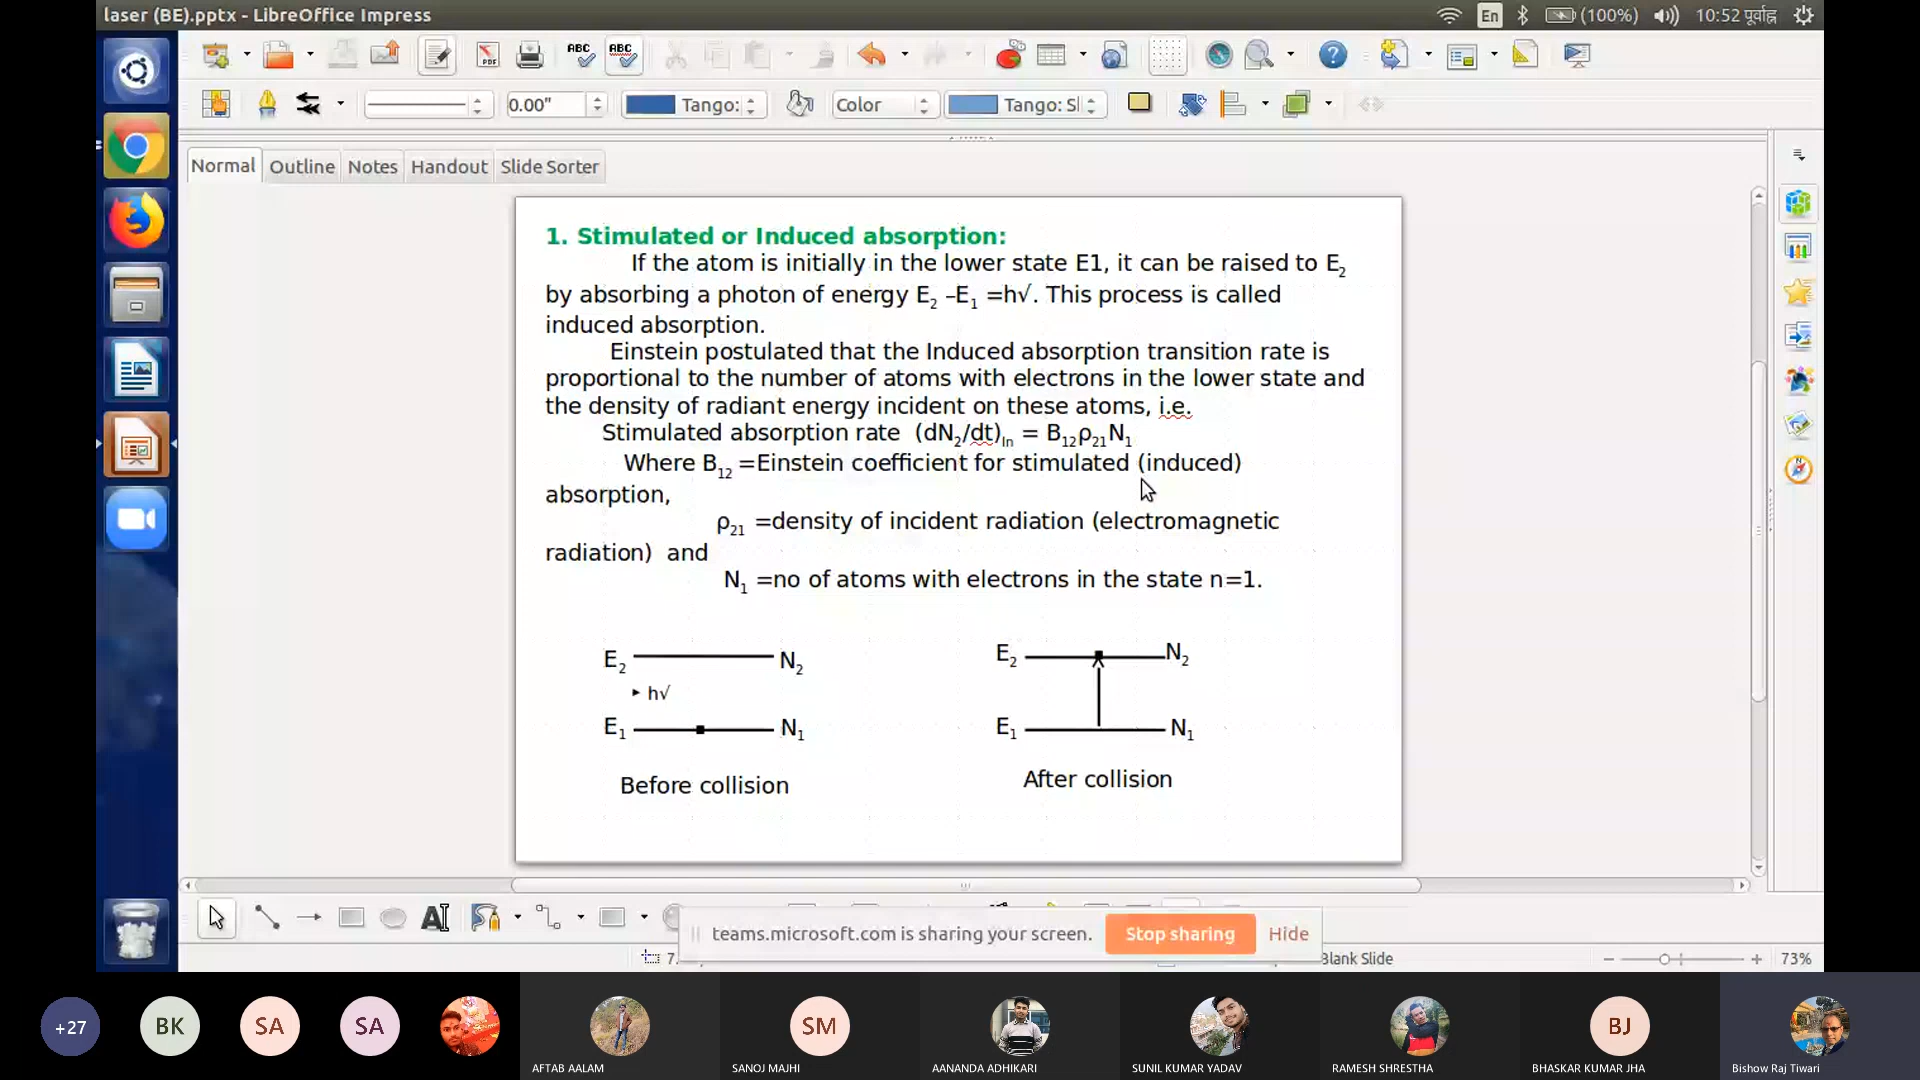 laser (BE).pptx - LibreOffice Impress
En (100%) 10:52 पूर्वाह्न
ABC ABC PDF
0.00" Tango: Color Tango: Sl
Normal Outline Notes Handout Slide Sorter
1. Stimulated or Induced absorption:
If the atom is initially in the lower state E1, it can be raised to E₂
by absorbing a photon of energy E₂ –E₁ =h√. This process is called
induced absorption.
Einstein postulated that the Induced absorption transition rate is
proportional to the number of atoms with electrons in the lower state and
the density of radiant energy incident on these atoms, i.e.
Stimulated absorption rate (dN₂/dt)In = B₁₂ρ₂₁N₁
Where B₁₂ =Einstein coefficient for stimulated (induced)
absorption,
ρ₂₁ =density of incident radiation (electromagnetic
radiation) and
N₁ =no of atoms with electrons in the state n=1.
E₂ N₂ E₂ N₂
h√
E₁ N₁ E₁ N₁
Before collision After collision
teams.microsoft.com is sharing your screen. Stop sharing Hide
7. Blank Slide 73%
+27 BK SA SA SM BJ
AFTAB AALAM SANOJ MAJHI AANANDA ADHIKARI SUNIL KUMAR YADAV RAMESH SHRESTHA BHASKAR KUMAR JHA Bishow Raj Tiwari